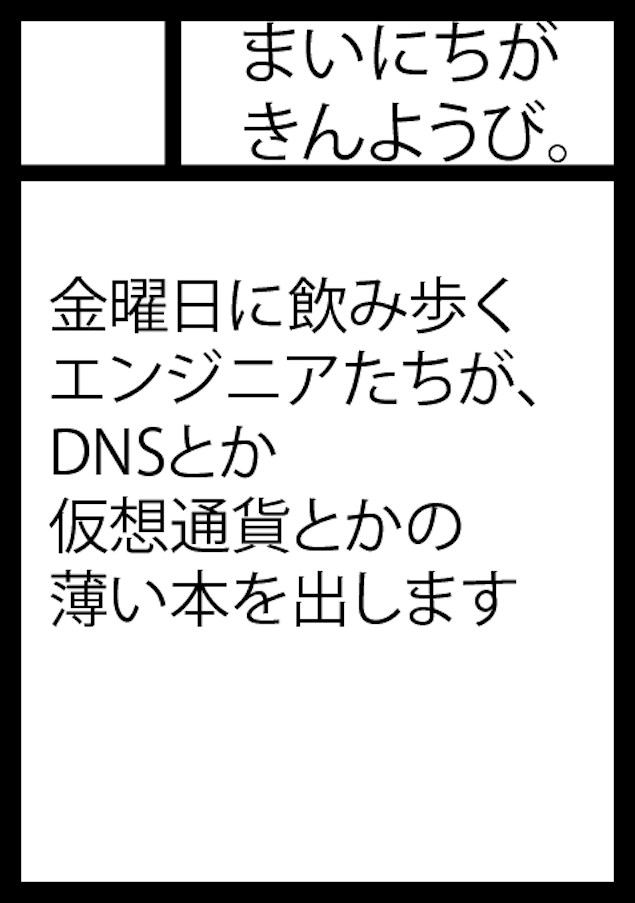 まいにちが
きんようび。
金曜日に飲み歩く
エンジニアたちが、
DNSとか
仮想通貨とかの
薄い本を出します